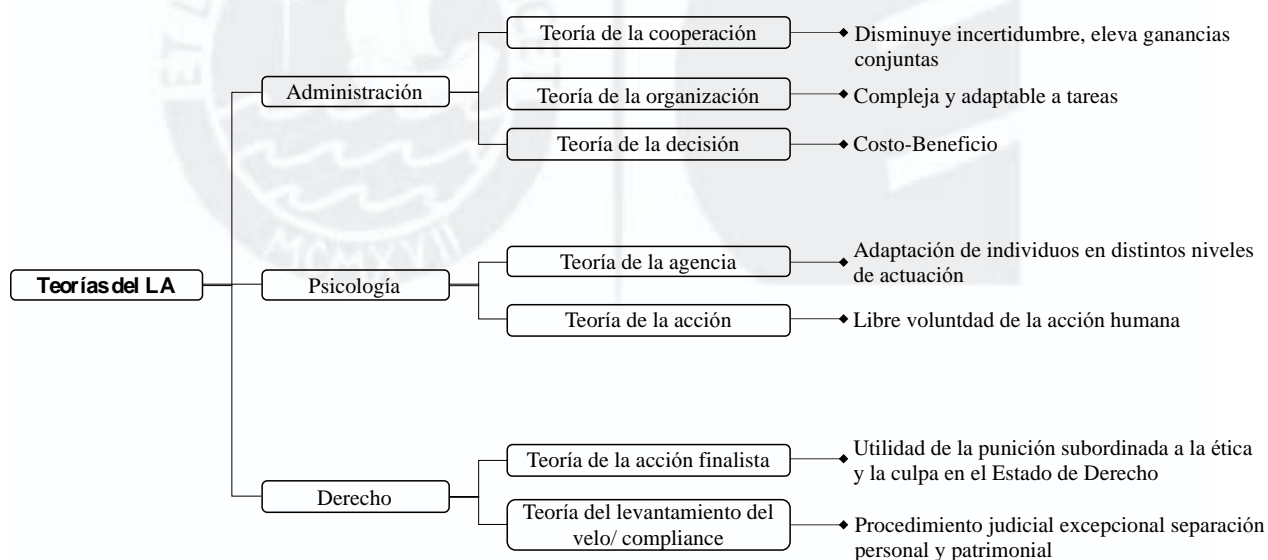 Teoría de la cooperación
Disminuye incertidumbre, eleva ganancias
conjuntas
Administración
Teoría de la organización
Compleja y adaptable a tareas
Teoría de la decisión
Costo-Beneficio
Teorías del LA
Psicología
Teoría de la agencia
Adaptación de individuos en distintos niveles
de actuación
Teoría de la acción
Libre voluntdad de la acción humana
Derecho
Teoría de la acción finalista
Utilidad de la punición subordinada a la ética
y la culpa en el Estado de Derecho
Teoría del levantamiento del
velo/ compliance
Procedimiento judicial excepcional separación
personal y patrimonial
MCMXVII
ET